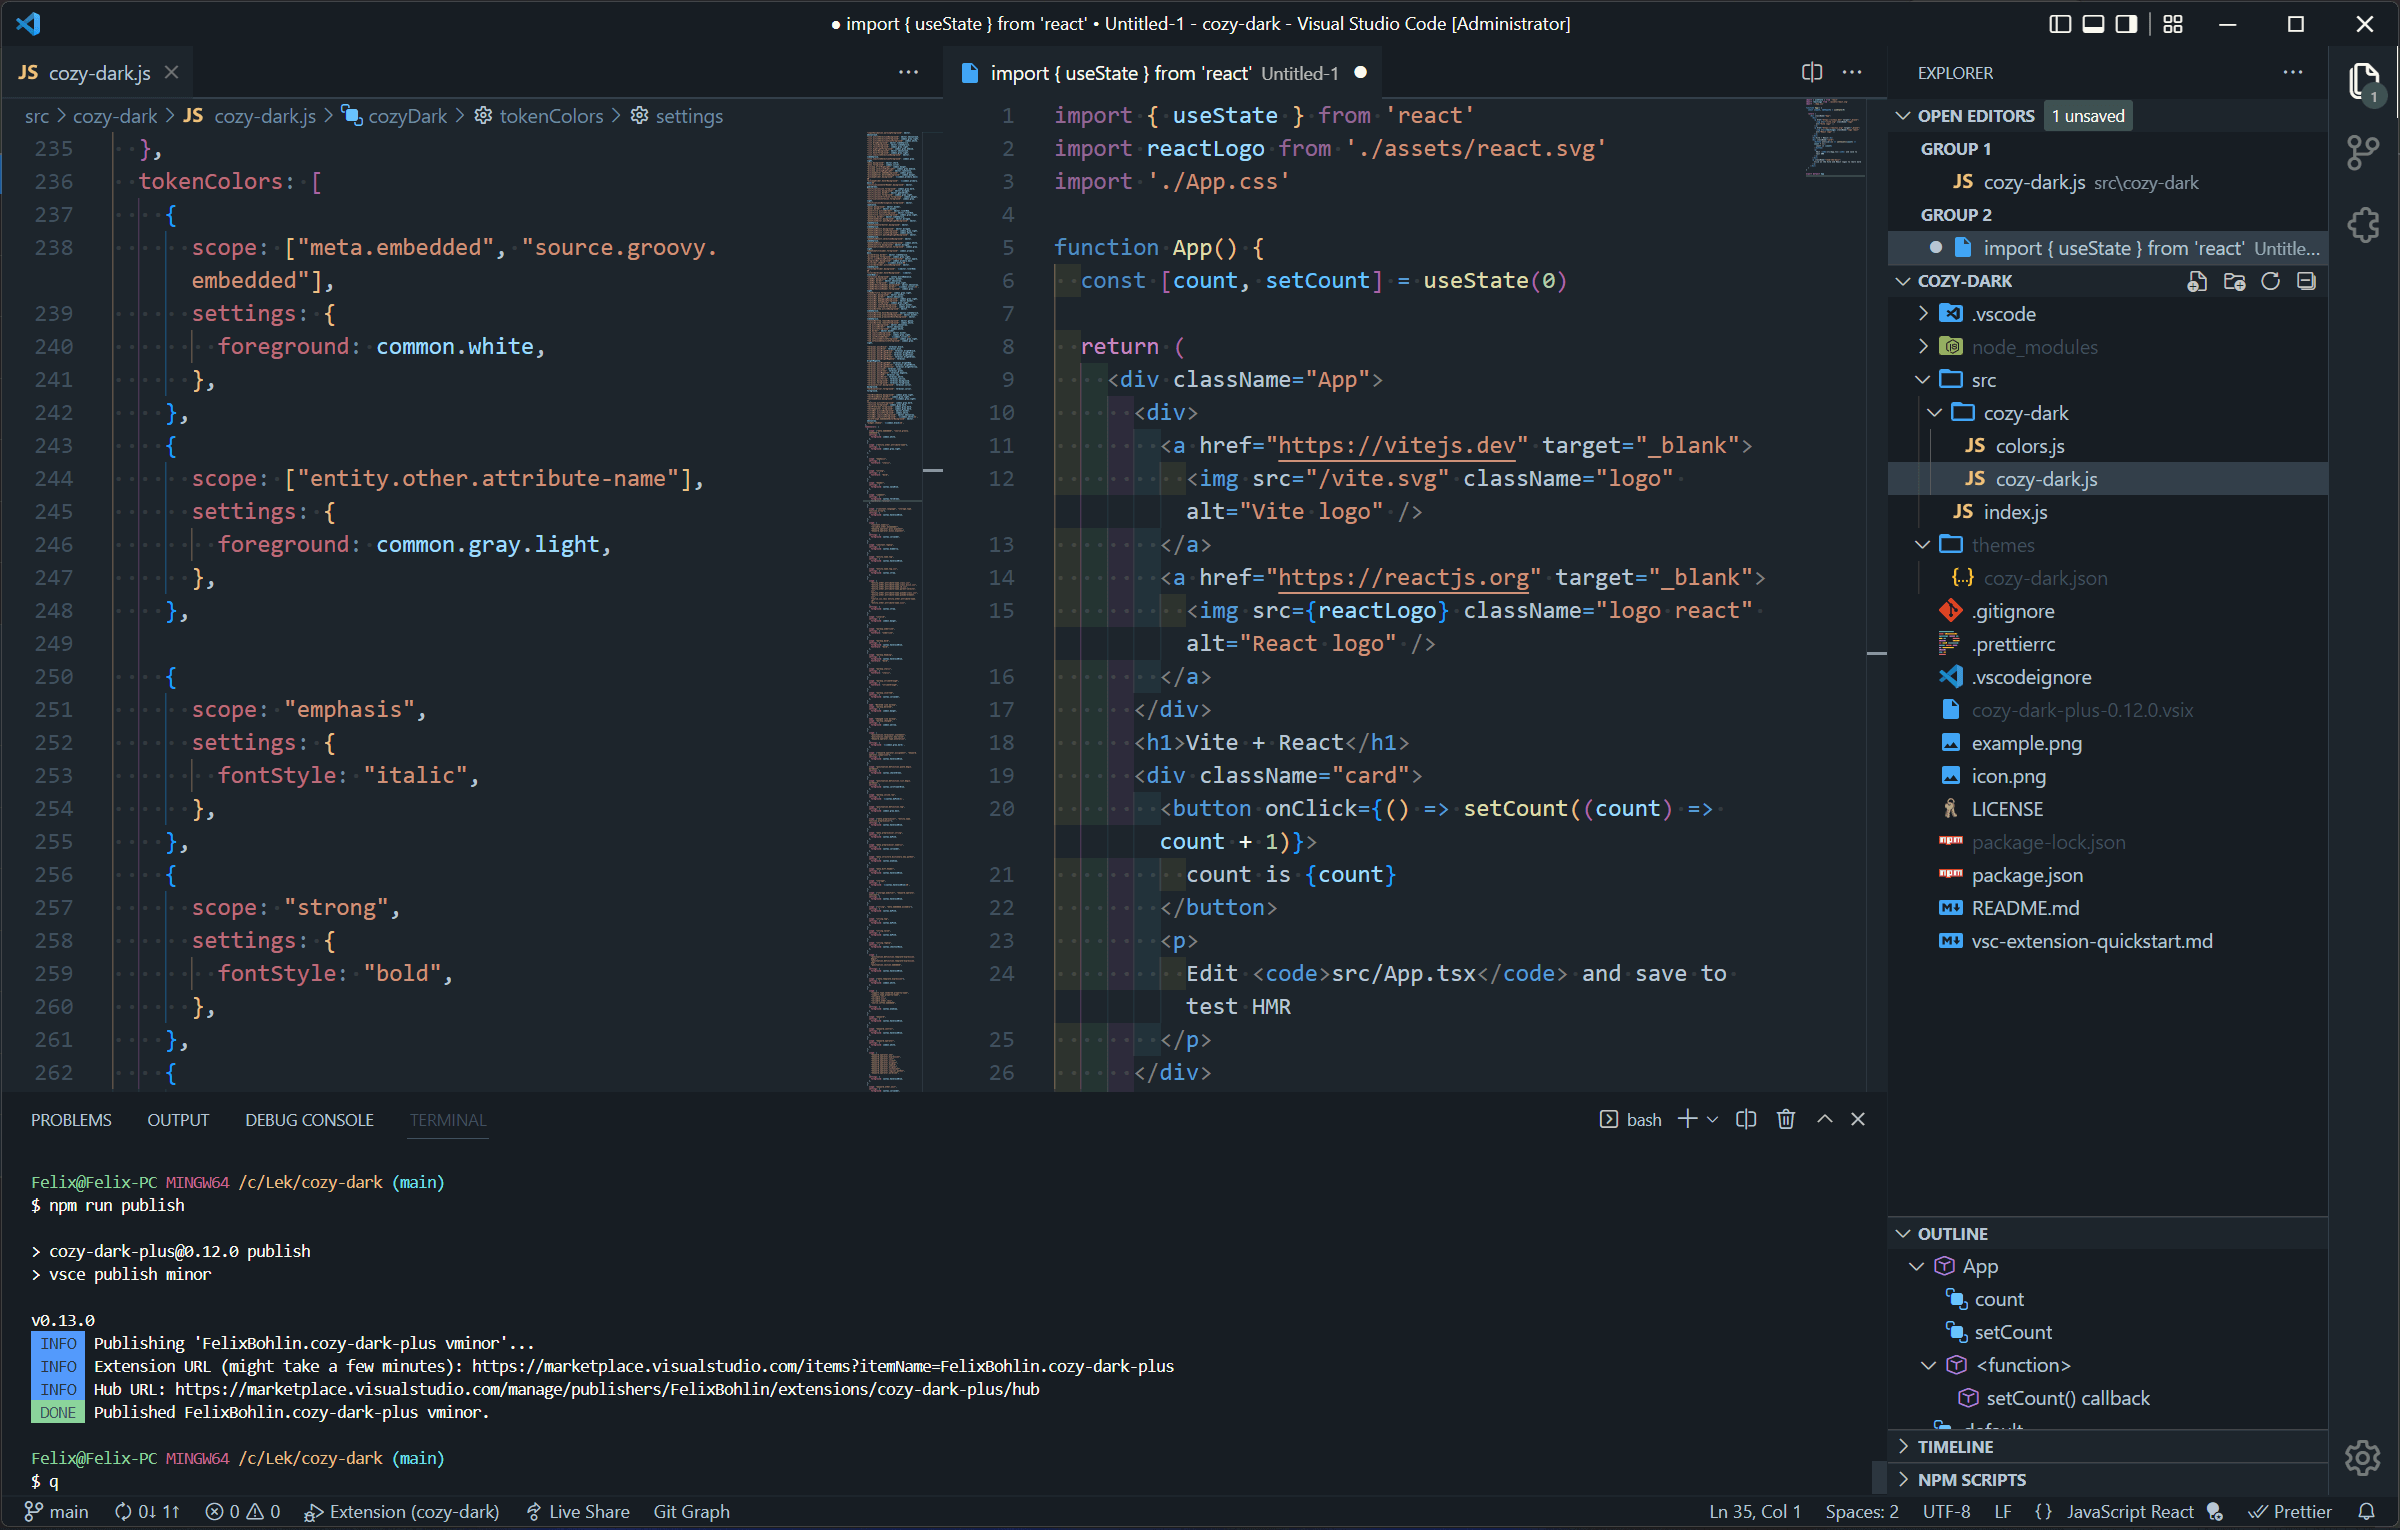 ● import { useState } from 'react' • Untitled-1 - cozy-dark - Visual Studio Code [Administrator]
JS cozy-dark.js
src > cozy-dark > JS cozy-dark.js > cozyDark > tokenColors > settings
235 },
236 tokenColors: [
237 {
238 scope: ["meta.embedded", "source.groovy.
embedded"],
239 settings: {
240 foreground: common.white,
241 },
242 },
243 {
244 scope: ["entity.other.attribute-name"],
245 settings: {
246 foreground: common.gray.light,
247 },
248 },
249
250 {
251 scope: "emphasis",
252 settings: {
253 fontStyle: "italic",
254 },
255 },
256 {
257 scope: "strong",
258 settings: {
259 fontStyle: "bold",
260 },
261 },
262 {
import { useState } from 'react' Untitled-1
1 import { useState } from 'react'
2 import reactLogo from './assets/react.svg'
3 import './App.css'
4
5 function App() {
6 const [count, setCount] = useState(0)
7
8 return (
9 <div className="App">
10 <div>
11 <a href="https://vitejs.dev" target="_blank">
12 <img src="/vite.svg" className="logo"
alt="Vite logo" />
13 </a>
14 <a href="https://reactjs.org" target="_blank">
15 <img src={reactLogo} className="logo react"
alt="React logo" />
16 </a>
17 </div>
18 <h1>Vite + React</h1>
19 <div className="card">
20 <button onClick={() => setCount((count) =>
count + 1)}>
21 count is {count}
22 </button>
23 <p>
24 Edit <code>src/App.tsx</code> and save to
test HMR
25 </p>
26 </div>
PROBLEMS OUTPUT DEBUG CONSOLE TERMINAL
bash
Felix@Felix-PC MINGW64 /c/Lek/cozy-dark (main)
$ npm run publish
> cozy-dark-plus@0.12.0 publish
> vsce publish minor
v0.13.0
INFO Publishing 'FelixBohlin.cozy-dark-plus vminor'...
INFO Extension URL (might take a few minutes): https://marketplace.visualstudio.com/items?itemName=FelixBohlin.cozy-dark-plus
INFO Hub URL: https://marketplace.visualstudio.com/manage/publishers/FelixBohlin/extensions/cozy-dark-plus/hub
DONE Published FelixBohlin.cozy-dark-plus vminor.
Felix@Felix-PC MINGW64 /c/Lek/cozy-dark (main)
$ q
EXPLORER
1
OPEN EDITORS 1 unsaved
GROUP 1
JS cozy-dark.js src\cozy-dark
GROUP 2
import { useState } from 'react' Untitle...
COZY-DARK
.vscode
node_modules
src
cozy-dark
JS colors.js
JS cozy-dark.js
JS index.js
themes
{..} cozy-dark.json
.gitignore
.prettierrc
.vscodeignore
cozy-dark-plus-0.12.0.vsix
example.png
icon.png
LICENSE
npm package-lock.json
npm package.json
README.md
vsc-extension-quickstart.md
OUTLINE
App
count
setCount
<function>
setCount() callback
default
TIMELINE
NPM SCRIPTS
main 0↓ 1↑ 0 0 Extension (cozy-dark) Live Share Git Graph
Ln 35, Col 1 Spaces: 2 UTF-8 LF {} JavaScript React Prettier